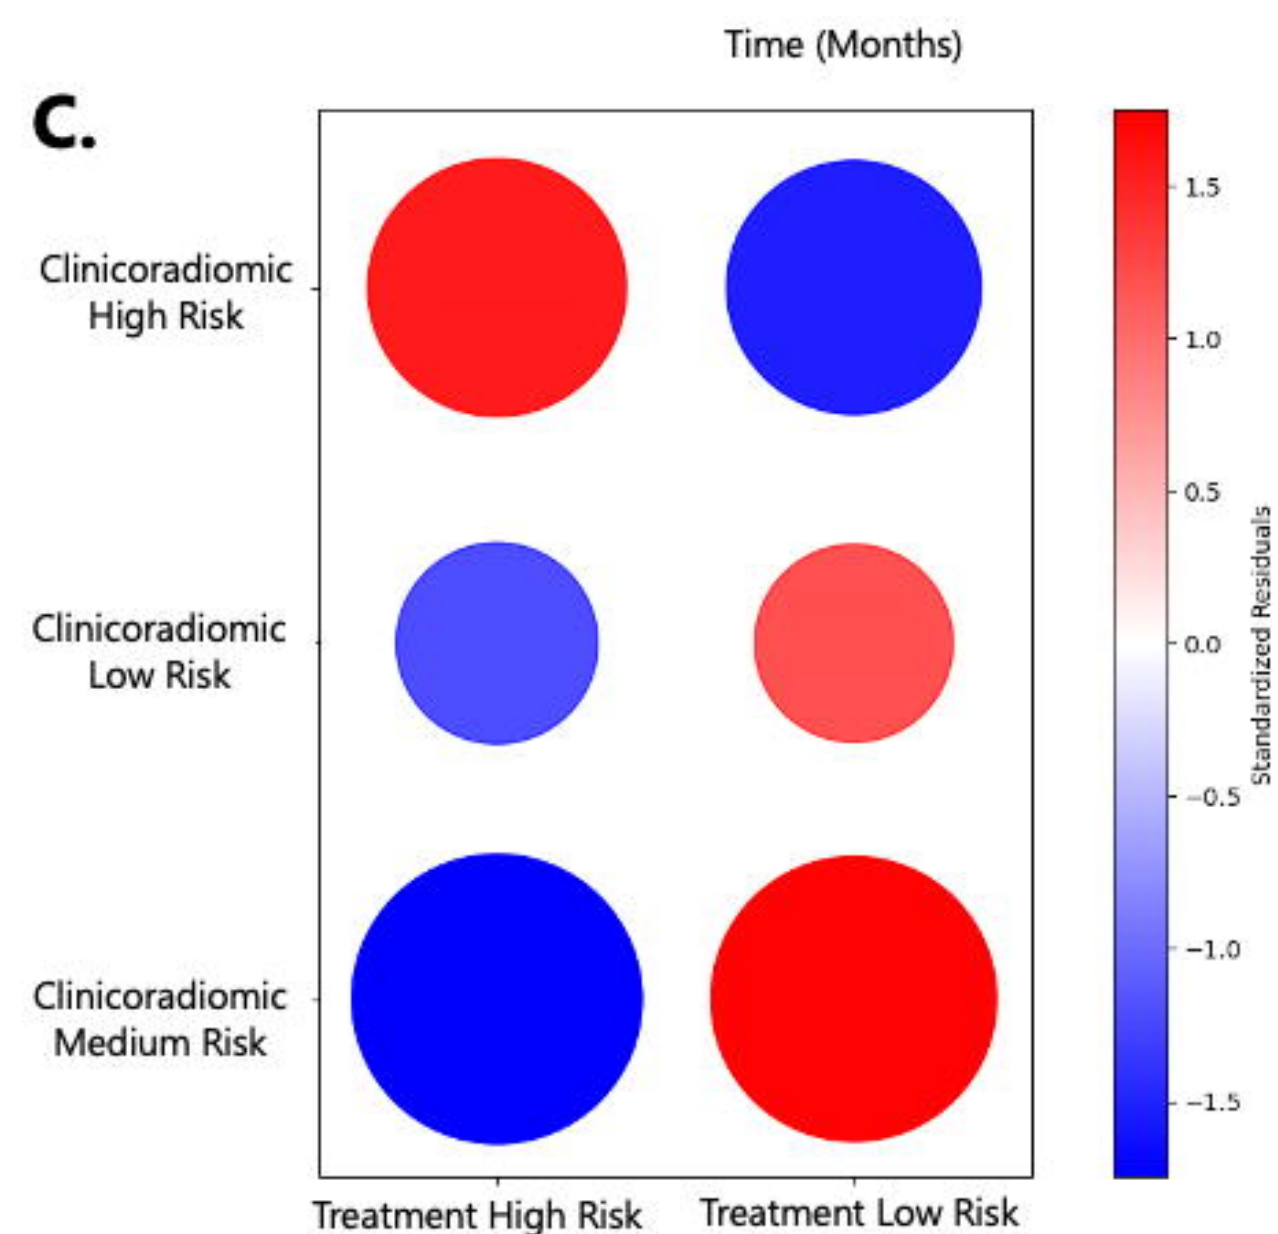 Time (Months)
C.
Clinicoradiomic
High Risk
Clinicoradiomic
Low Risk
Clinicoradiomic
Medium Risk
Treatment High Risk
Treatment Low Risk
1.5
1.0
0.5
0.0
−0.5
−1.0
−1.5
Standardized Residuals